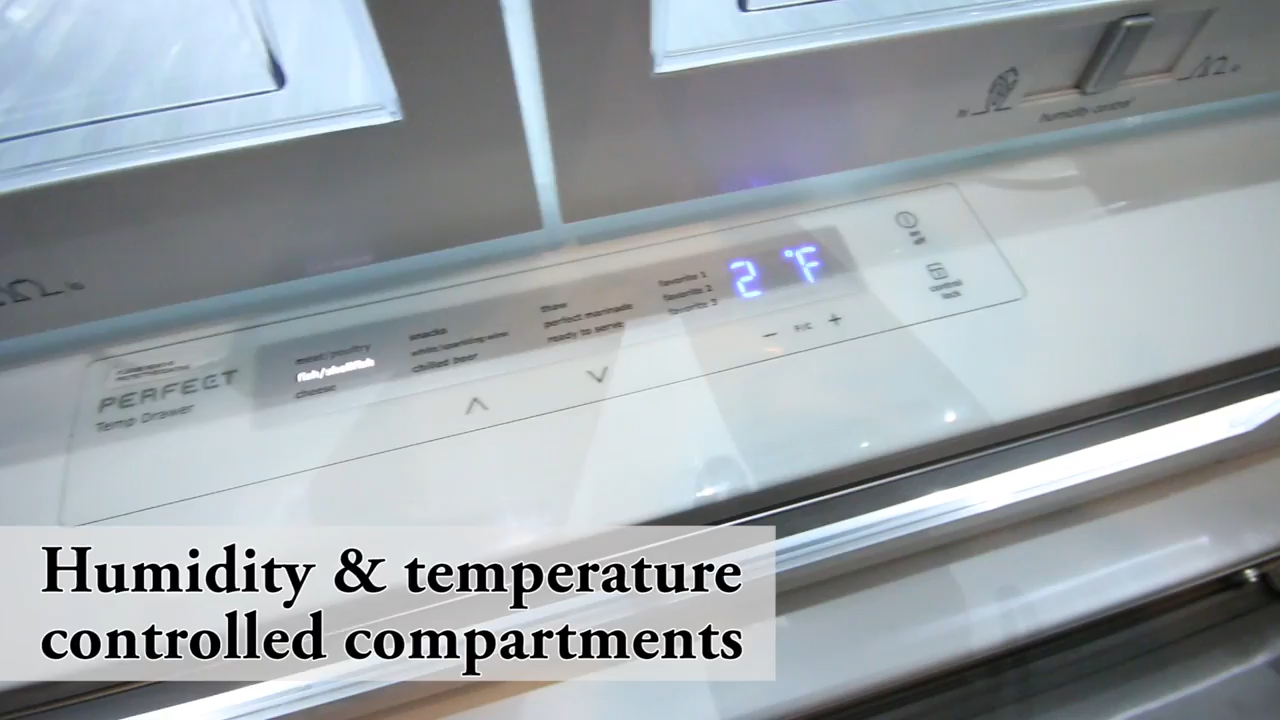 humidity control
PERFECT
Temp Drawer
meat/poultry
fish/shellfish
cheese
snacks
white/sparkling wine
chilled beer
thaw
perfect marinade
ready to serve
favorite 1
favorite 2
favorite 3
2 °F
− F/C +
control
lock
Humidity & temperature
controlled compartments